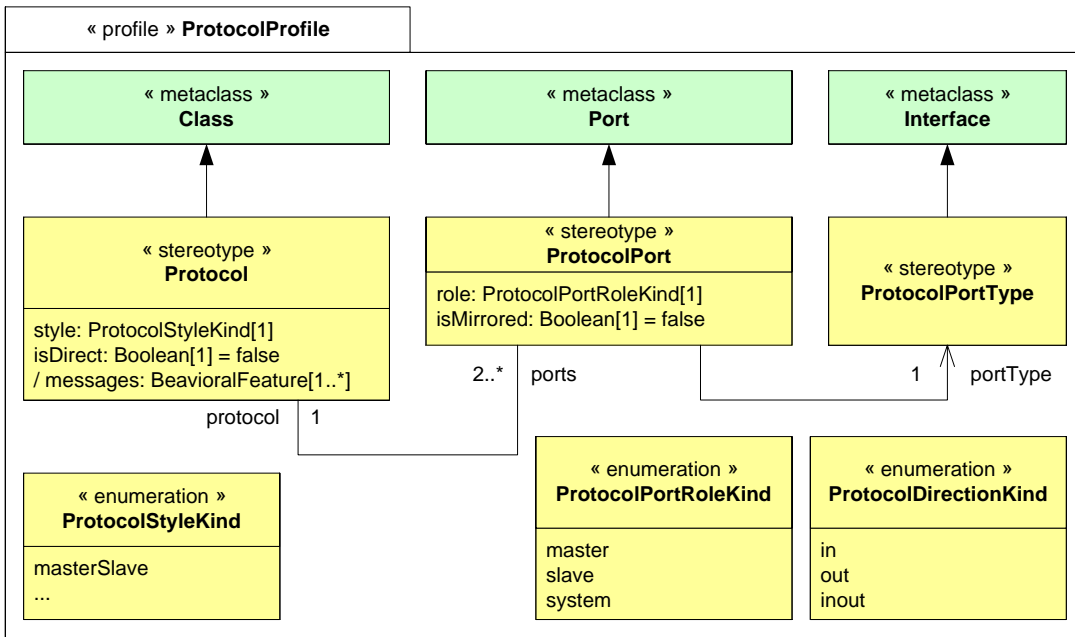 « profile » ProtocolProfile
« metaclass »
Class
« metaclass »
Port
« metaclass »
Interface
« stereotype »
Protocol
style: ProtocolStyleKind[1]
isDirect: Boolean[1] = false
/ messages: BeavioralFeature[1..*]
« stereotype »
ProtocolPort
role: ProtocolPortRoleKind[1]
isMirrored: Boolean[1] = false
« stereotype »
ProtocolPortType
2..* ports
1 portType
protocol 1
« enumeration »
ProtocolStyleKind
masterSlave
...
« enumeration »
ProtocolPortRoleKind
master
slave
system
« enumeration »
ProtocolDirectionKind
in
out
inout